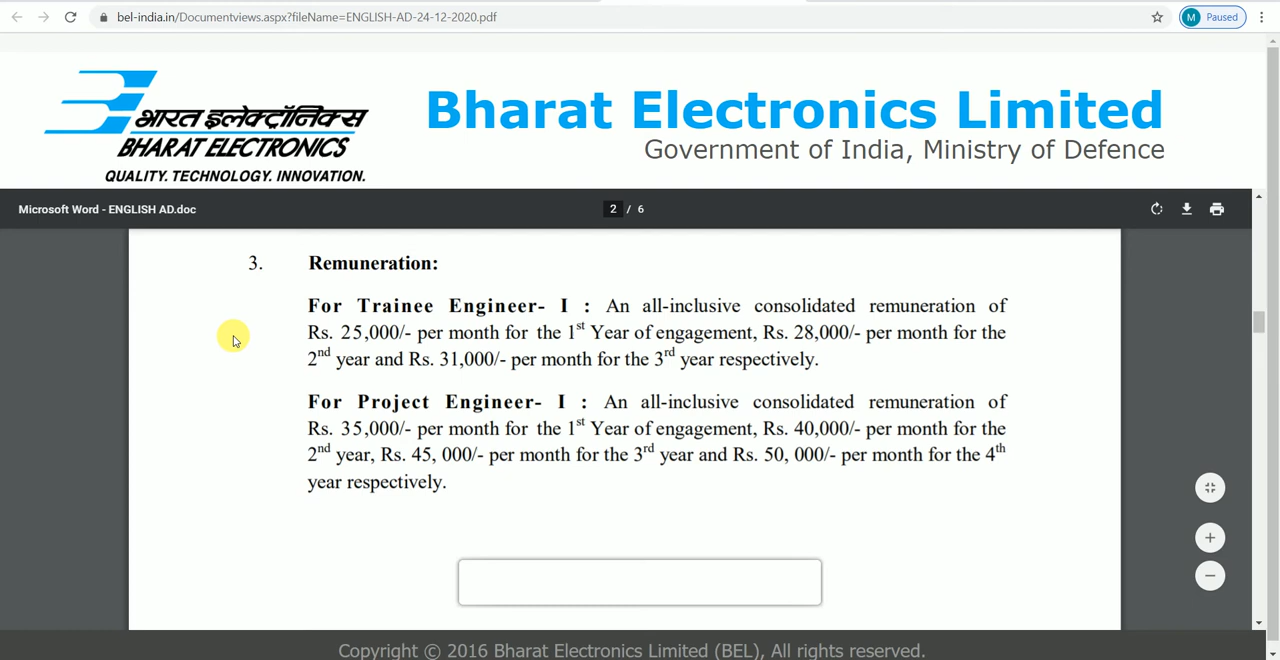 bel-india.in/Documentviews.aspx?fileName=ENGLISH-AD-24-12-2020.pdf
M Paused
भारत इलेक्ट्रॉनिक्स
BHARAT ELECTRONICS
QUALITY. TECHNOLOGY. INNOVATION.
Bharat Electronics Limited
Government of India, Ministry of Defence
Microsoft Word - ENGLISH AD.doc
2 / 6
3. Remuneration:
For Trainee Engineer- I : An all-inclusive consolidated remuneration of
Rs. 25,000/- per month for the 1st Year of engagement, Rs. 28,000/- per month for the
2nd year and Rs. 31,000/- per month for the 3rd year respectively.
For Project Engineer- I : An all-inclusive consolidated remuneration of
Rs. 35,000/- per month for the 1st Year of engagement, Rs. 40,000/- per month for the
2nd year, Rs. 45, 000/- per month for the 3rd year and Rs. 50, 000/- per month for the 4th
year respectively.
Copyright © 2016 Bharat Electronics Limited (BEL), All rights reserved.